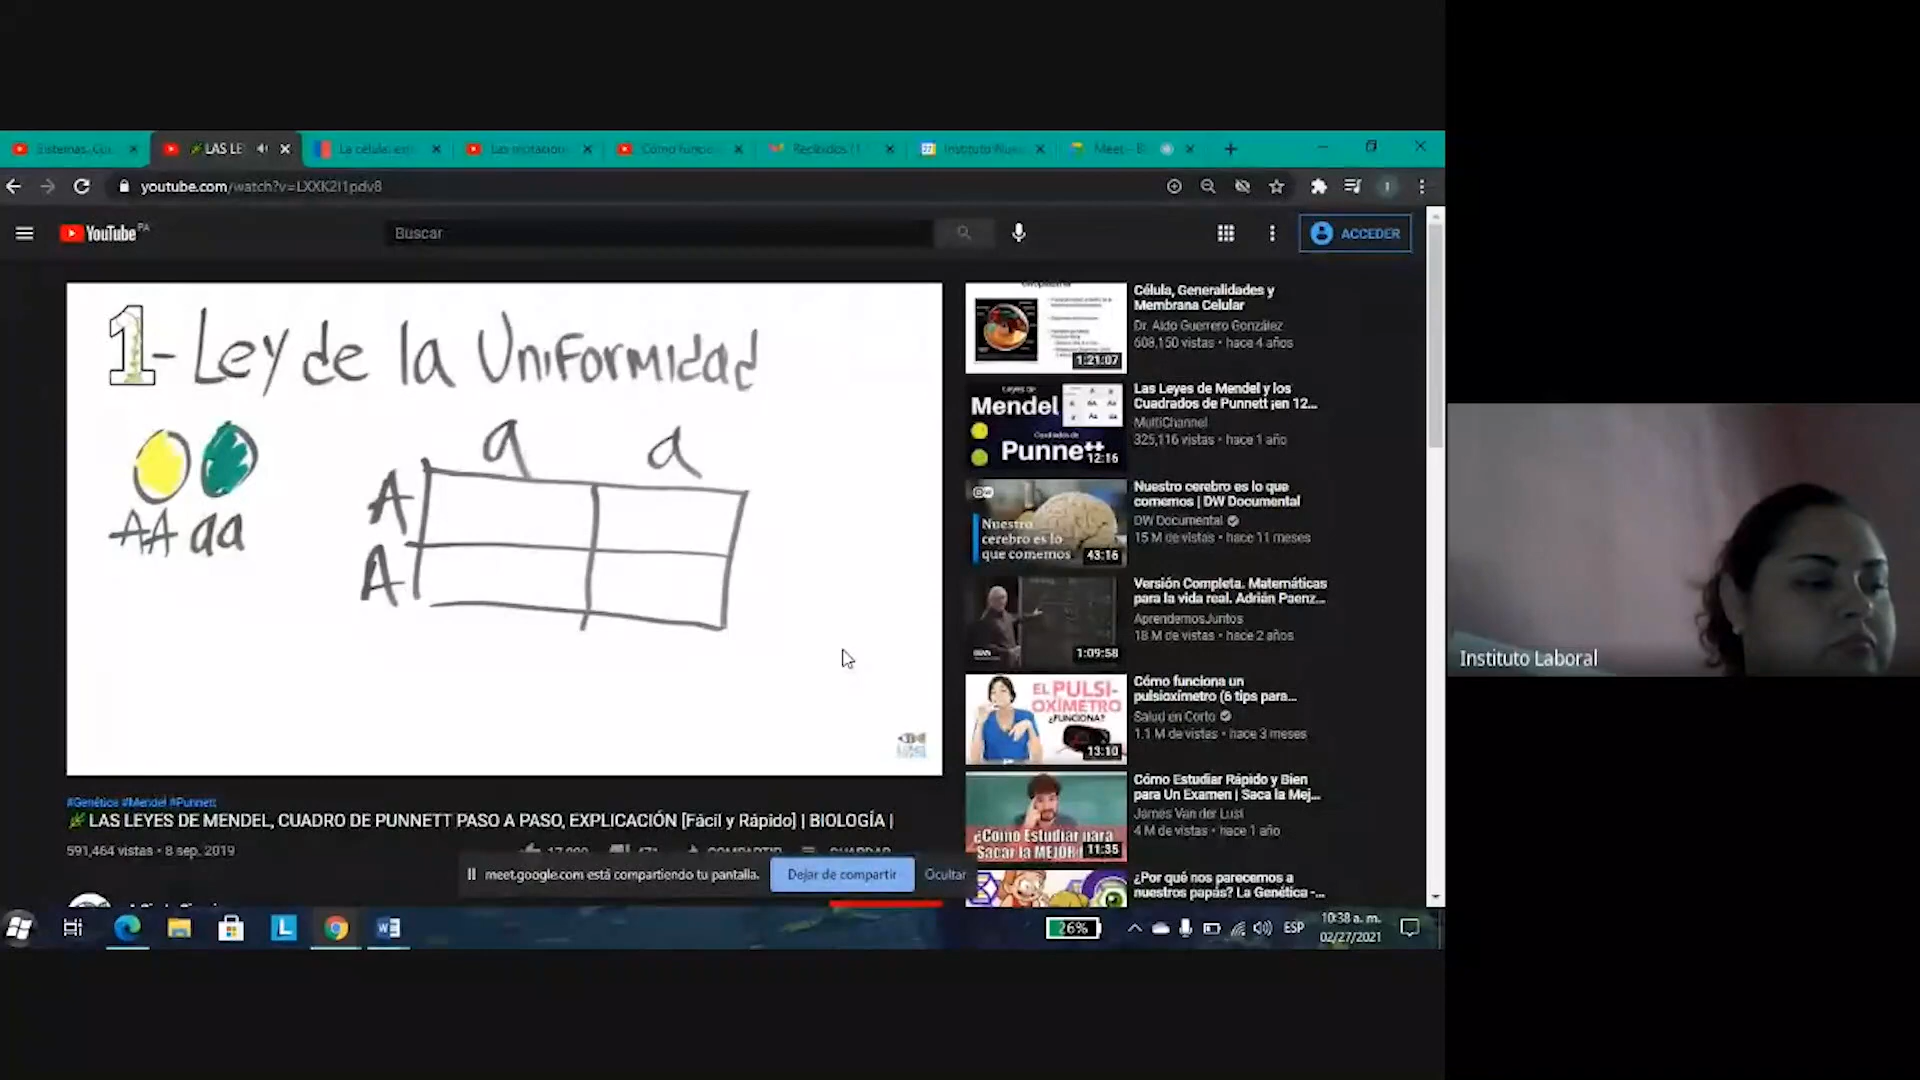 LAS LE
youtube.com/watch?v=LXXK2I1pdv8
YouTube PA
Buscar
ACCEDER
1- Ley de la Uniformidad
a a
A
A
AA aa
#Genética #Mendel #Punnett
LAS LEYES DE MENDEL, CUADRO DE PUNNETT PASO A PASO, EXPLICACIÓN [Fácil y Rápido] | BIOLOGÍA |
591,464 vistas • 8 sep. 2019
meet.google.com está compartiendo tu pantalla.
Dejar de compartir
Ocultar
1:21:07
Célula, Generalidades y
Membrana Celular
Dr. Aldo Guerrero González
608,150 vistas • hace 4 años
Mendel
Punnett
12:16
Las Leyes de Mendel y los
Cuadrados de Punnett ¡en 12...
MultiChannel
325,116 vistas • hace 1 año
DW
Nuestro
cerebro es lo
que comemos
43:16
Nuestro cerebro es lo que
comemos | DW Documental
DW Documental
15 M de vistas • hace 11 meses
1:09:58
Versión Completa. Matemáticas
para la vida real. Adrián Paenz...
AprendemosJuntos
18 M de vistas • hace 2 años
EL PULSI-
OXÍMETRO
¿FUNCIONA?
13:10
Cómo funciona un
pulsioxímetro (6 tips para...
Salud en Corto
1.1 M de vistas • hace 3 meses
¿Cómo Estudiar para
Sacar la MEJOR
11:35
Cómo Estudiar Rápido y Bien
para Un Examen | Saca la Mej...
James Van der Lust
4 M de vistas • hace 1 año
¿Por qué nos parecemos a
nuestros papás? La Genética -...
26%
ESP
10:38 a. m.
02/27/2021
Instituto Laboral